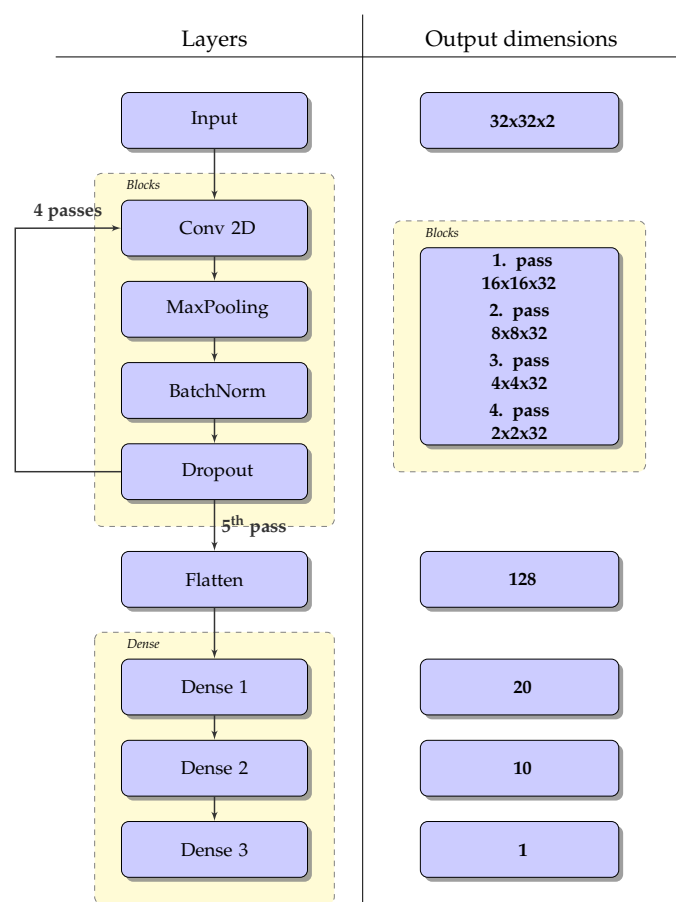 Layers
Output dimensions
Input
32x32x2
Blocks
4 passes
Conv 2D
MaxPooling
BatchNorm
Dropout
Blocks
1. pass
16x16x32
2. pass
8x8x32
3. pass
4x4x32
4. pass
2x2x32
5th pass
Flatten
128
Dense
Dense 1
20
Dense 2
10
Dense 3
1